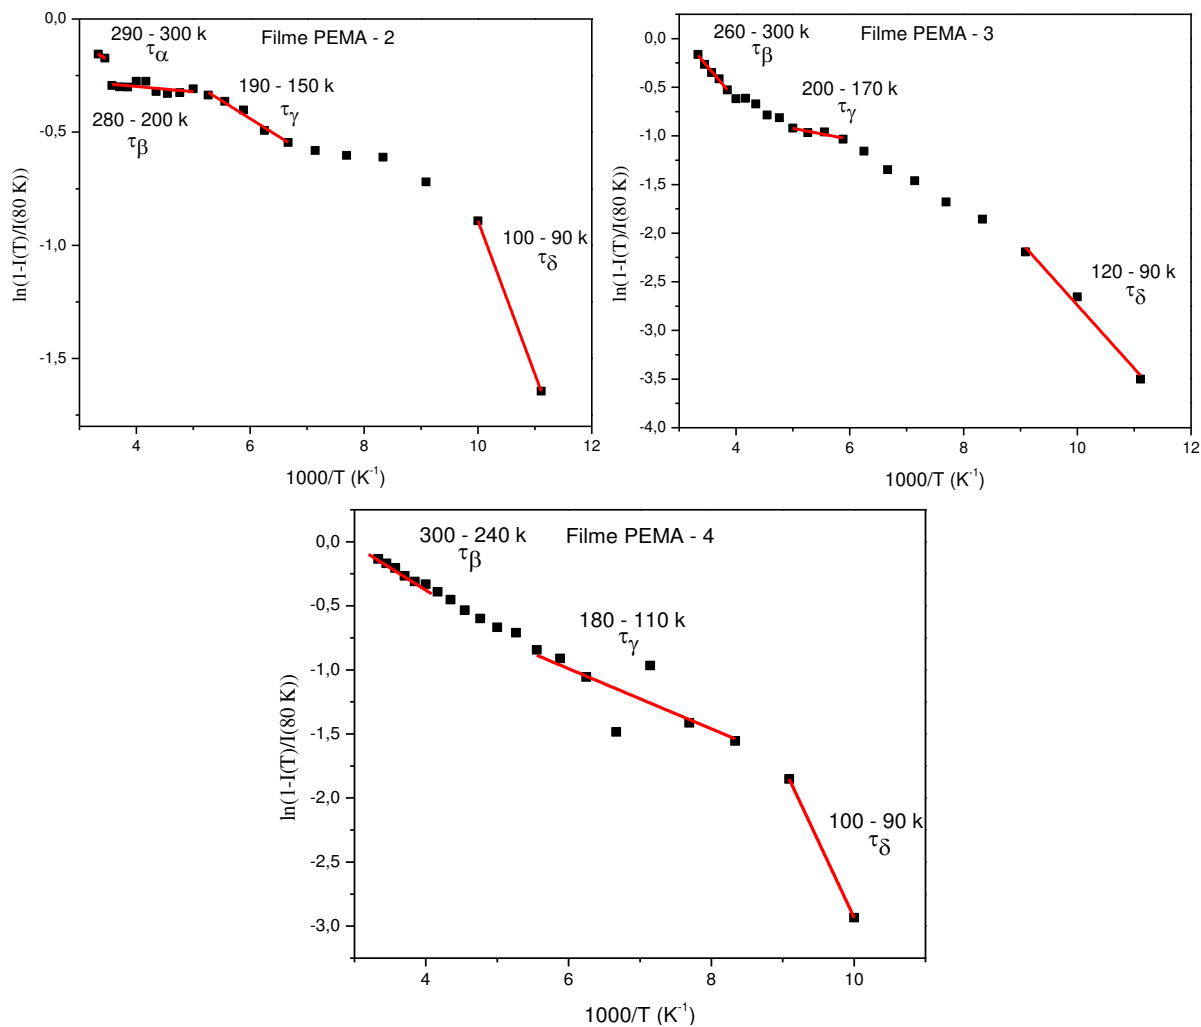 0,0
-0,5
-1,0
-1,5
ln(1-I(T)/I(80 K))
290 - 300 k
τα
Filme PEMA - 2
280 - 200 k
τβ
190 - 150 k
τγ
100 - 90 k
τδ
4 6 8 10 12
1000/T (K-1)
0,0
-0,5
-1,0
-1,5
-2,0
-2,5
-3,0
-3,5
-4,0
ln(1-I(T)/I(80 K))
260 - 300 k
τβ
Filme PEMA - 3
200 - 170 k
τγ
120 - 90 k
τδ
4 6 8 10 12
1000/T (K-1)
0,0
-0,5
-1,0
-1,5
-2,0
-2,5
-3,0
ln(1-I(T)/I(80 K))
300 - 240 k
τβ
Filme PEMA - 4
180 - 110 k
τγ
100 - 90 k
τδ
4 6 8 10
1000/T (K-1)